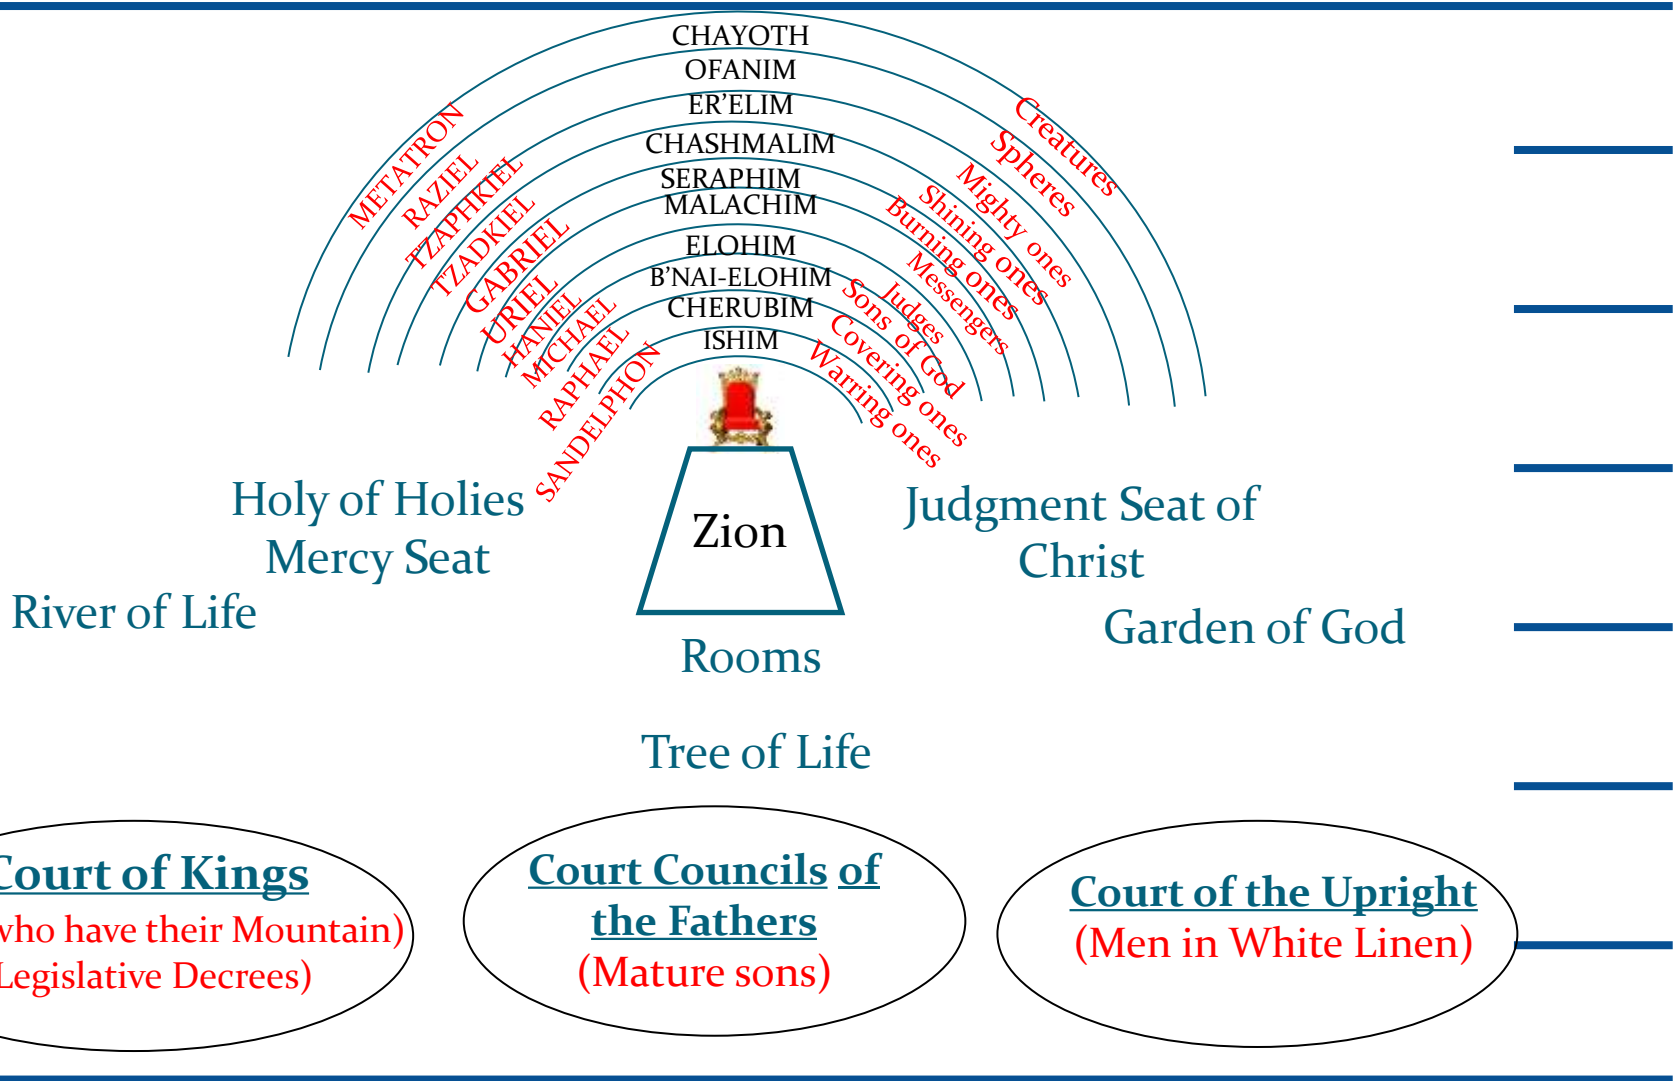 CHAYOTH
OFANIM
ER’ELIM
CHASHMALIM
SERAPHIM
MALACHIM
ELOHIM
B’NAI-ELOHIM
CHERUBIM
ISHIM
METATRON
RAZIEL
TZAPHKIEL
TZADKIEL
GABRIEL
URIEL
HANIEL
MICHAEL
RAPHAEL
SANDELPHON
Creatures
Spheres
Mighty ones
Shining ones
Burning ones
Messengers
Judges
Sons of God
Covering ones
Warring ones
Holy of Holies
Mercy Seat
Zion
Judgment Seat of
Christ
River of Life
Garden of God
Rooms
Tree of Life
Court of Kings
who have their Mountain)
Legislative Decrees)
Court Councils of
the Fathers
(Mature sons)
Court of the Upright
(Men in White Linen)